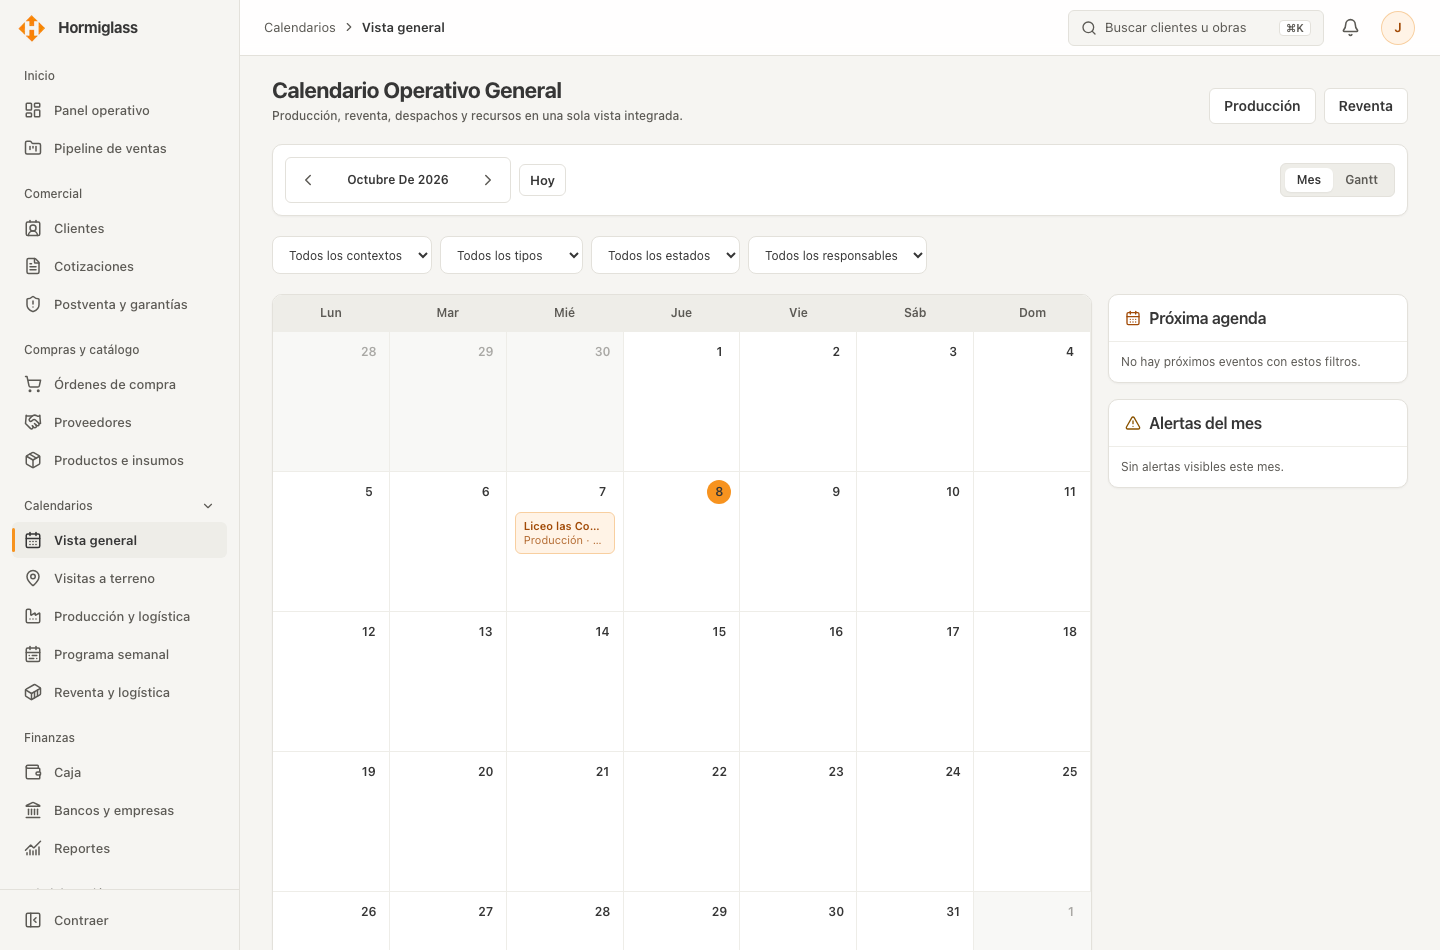 Hormiglass
Inicio
Panel operativo
Pipeline de ventas
Comercial
Clientes
Cotizaciones
Postventa y garantías
Compras y catálogo
Órdenes de compra
Proveedores
Productos e insumos
Calendarios
Vista general
Visitas a terreno
Producción y logística
Programa semanal
Reventa y logística
Finanzas
Caja
Bancos y empresas
Reportes
Contraer
Calendarios > Vista general
Buscar clientes u obras ⌘K
J
Calendario Operativo General
Producción, reventa, despachos y recursos en una sola vista integrada.
Producción Reventa
Octubre De 2026 Hoy
Mes Gantt
Todos los contextos Todos los tipos Todos los estados Todos los responsables
Lun Mar Mié Jue Vie Sáb Dom
28 29 30 1 2 3 4
5 6 7 8 9 10 11
Liceo las Co...
Producción · ...
12 13 14 15 16 17 18
19 20 21 22 23 24 25
26 27 28 29 30 31 1
Próxima agenda
No hay próximos eventos con estos filtros.
Alertas del mes
Sin alertas visibles este mes.